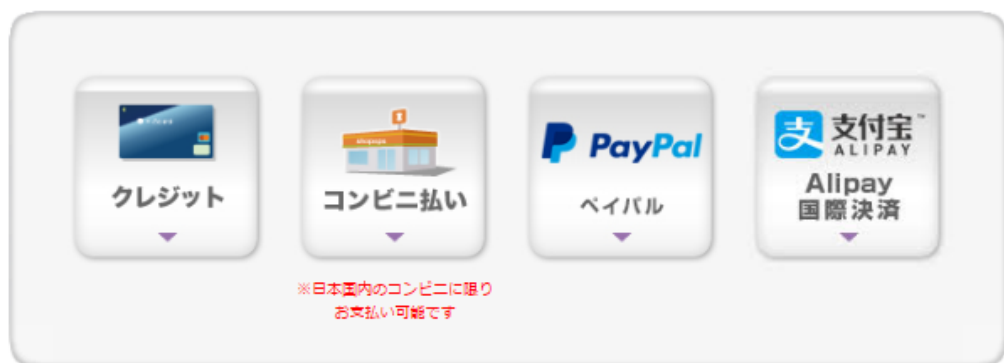 クレジット
コンビニ払い
※日本国内のコンビニに限り
お支払い可能です
PayPal
ペイパル
支付宝™
ALIPAY
Alipay
国際決済